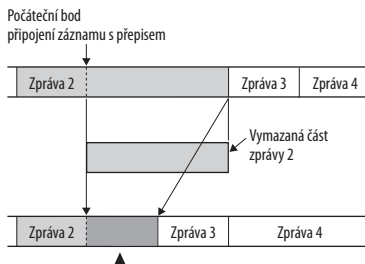 Počáteční bod
připojení záznamu s přepisem
Zpráva 2
Zpráva 3
Zpráva 4
Vymazaná část
zprávy 2
Zpráva 2
Zpráva 3
Zpráva 4